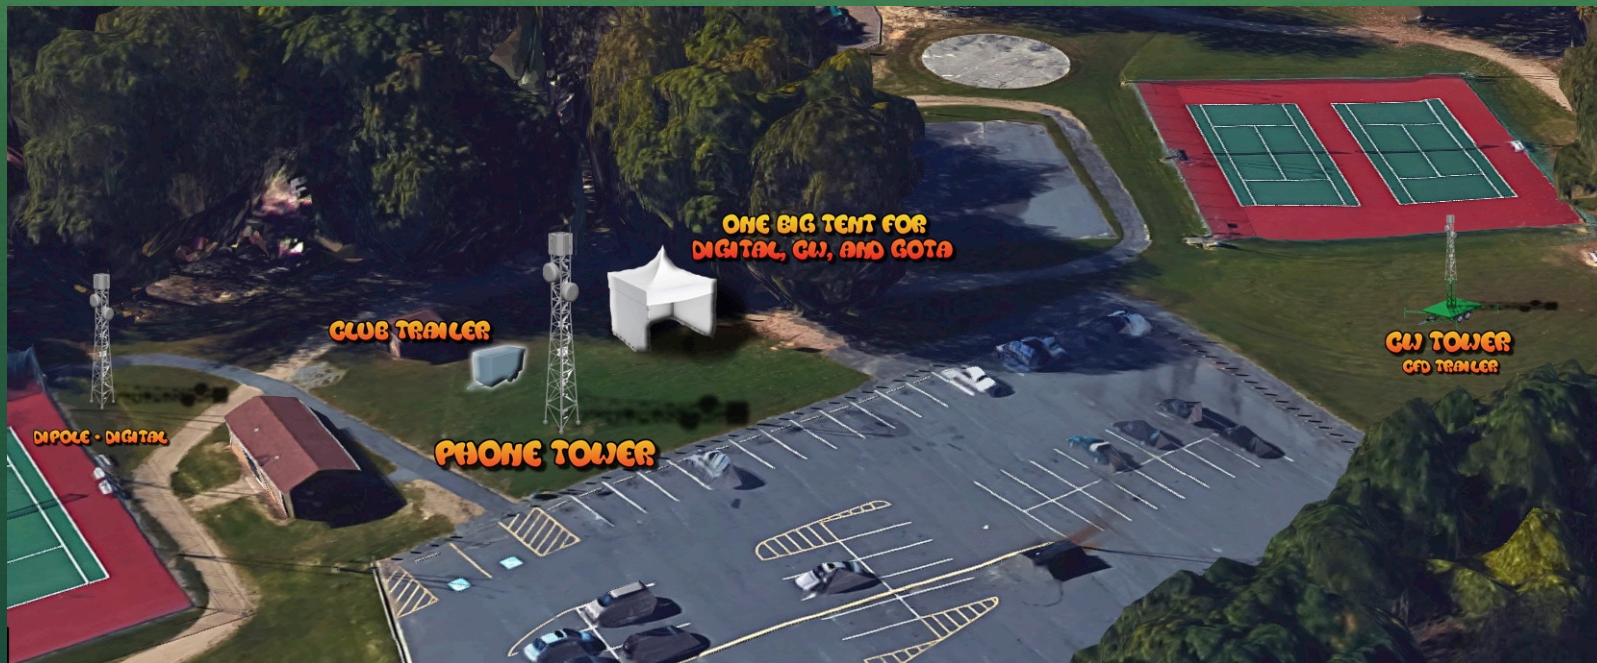 ONE BIG TENT FOR
DIGITAL, CW, AND GOTA
CLUB TRAILER
CW TOWER
CFD TRAILER
DIPOLE - DIGITAL
PHONE TOWER